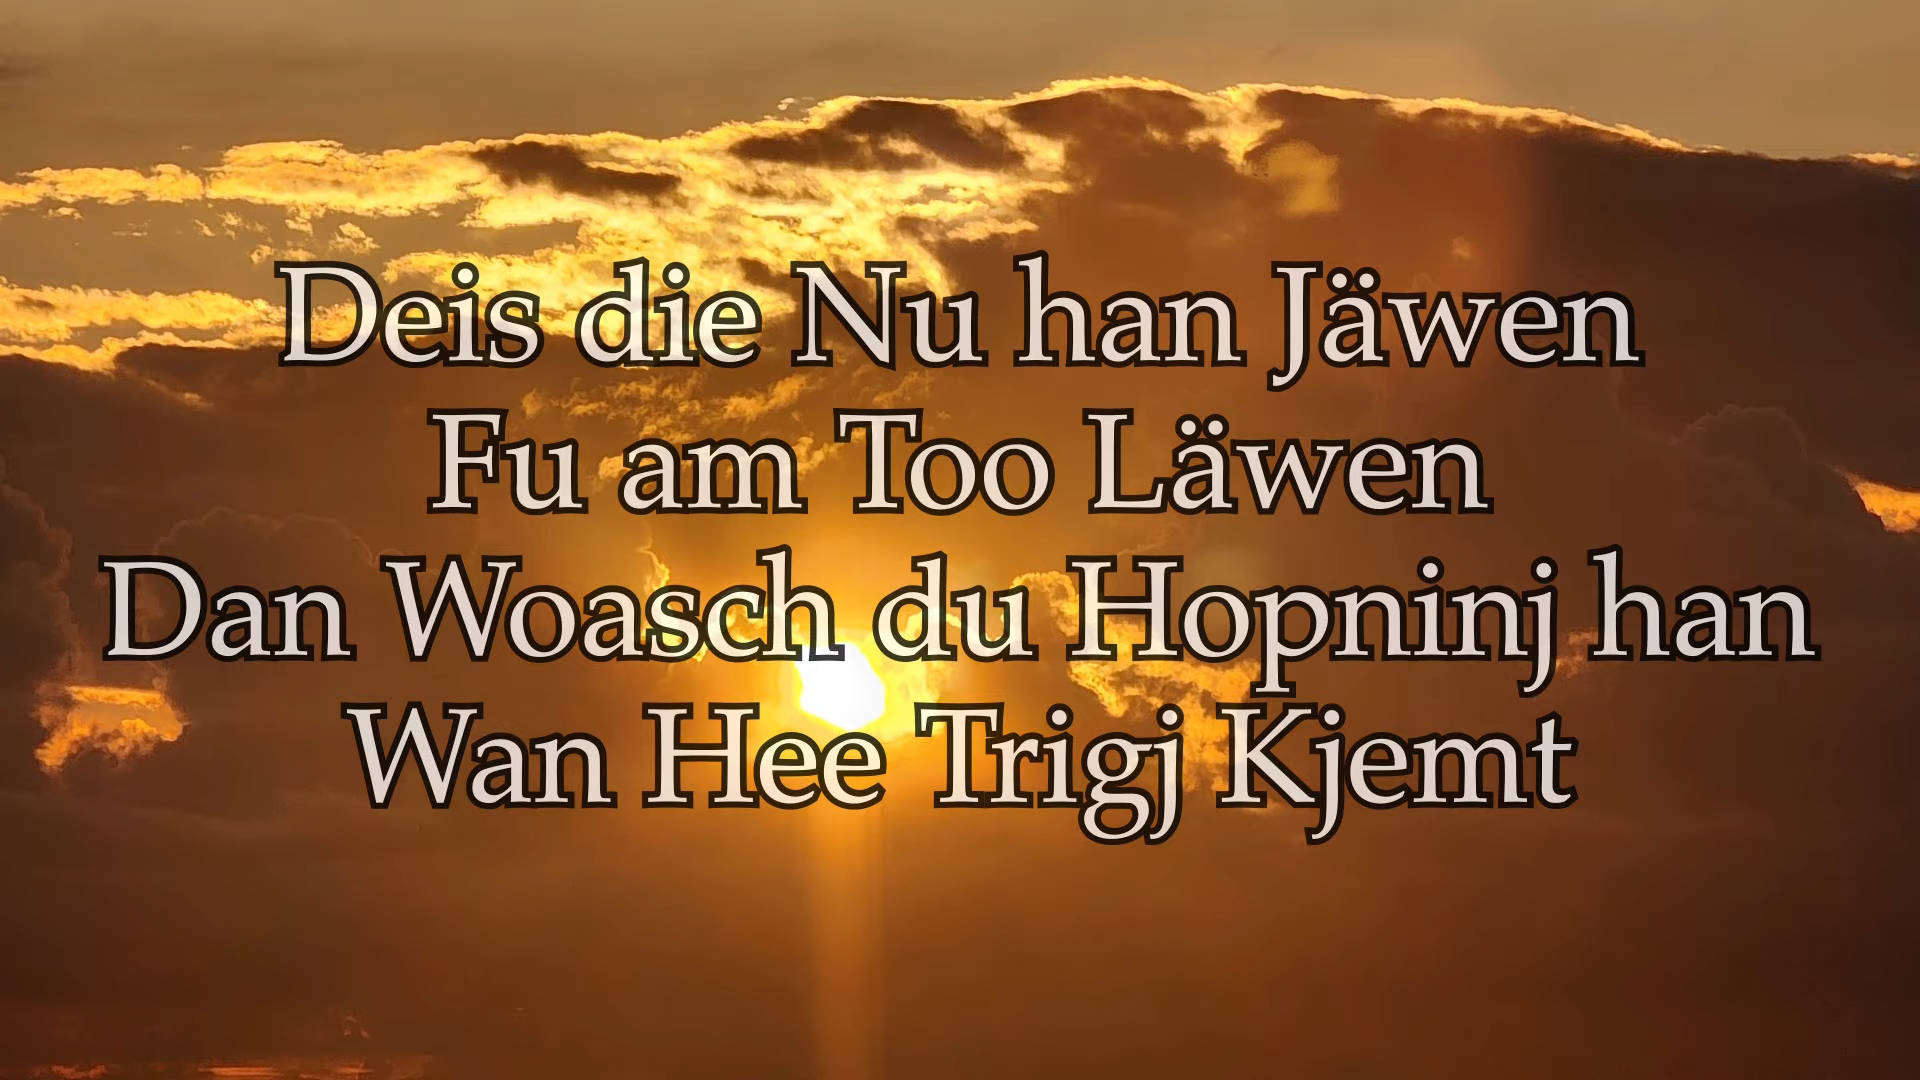 Deis die Nu han Jäwen
Fu am Too Läwen
Dan Woasch du Hopninj han
Wan Hee Trigj Kjemt